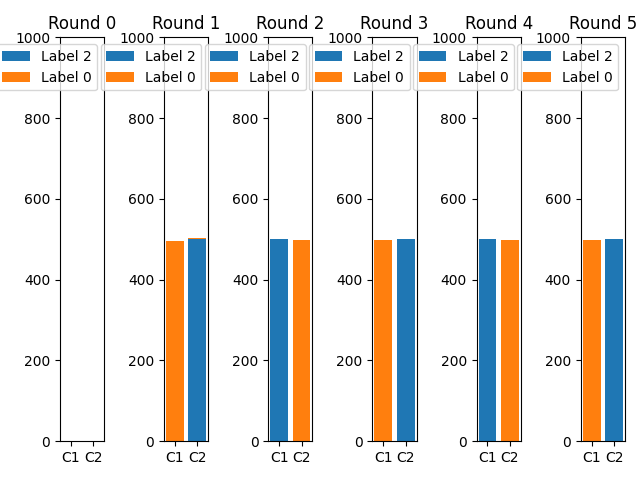 Round 0 Round 1 Round 2 Round 3 Round 4 Round 5
1000 1000 1000 1000 1000 1000
Label 2 Label 2 Label 2 Label 2 Label 2 Label 2
Label 0 Label 0 Label 0 Label 0 Label 0 Label 0
800 800 800 800 800 800
600 600 600 600 600 600
400 400 400 400 400 400
200 200 200 200 200 200
0 0 0 0 0 0
C1 C2 C1 C2 C1 C2 C1 C2 C1 C2 C1 C2